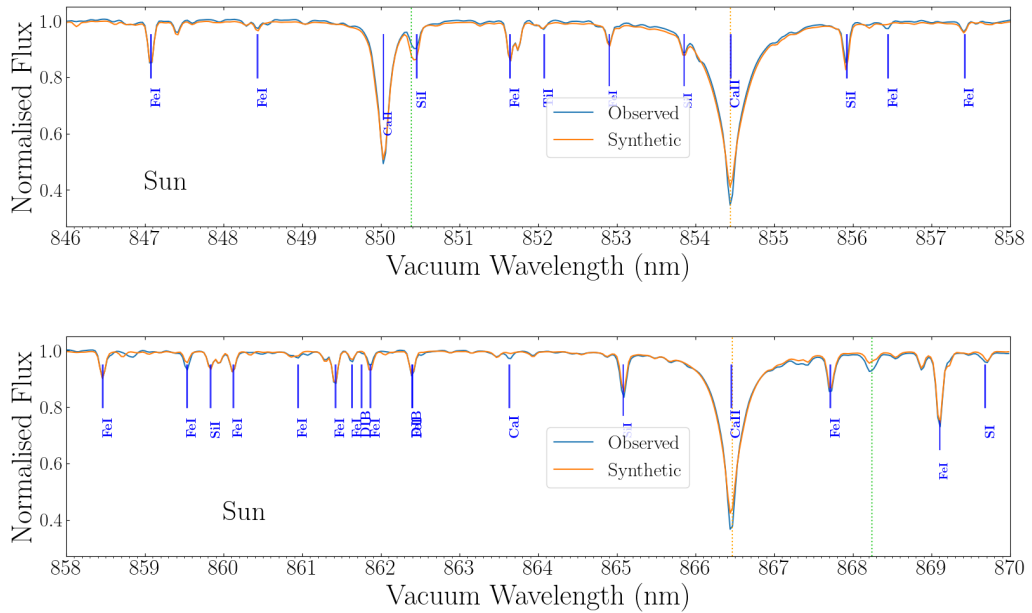 Normalised Flux
1.0
0.8
0.6
0.4
FeI
FeI
CaII
SiI
FeI
TiI
FeI
CaII
SiI
FeI
FeI
Observed
Synthetic
Sun
846 847 848 849 850 851 852 853 854 855 856 857 858
Vacuum Wavelength (nm)
Normalised Flux
1.0
0.8
0.6
0.4
FeI
FeI
SiI
FeI
FeI
FeI
FeI
DIB
FeI
CaI
CaII
FeI
FeI
SI
Observed
Synthetic
Sun
858 859 860 861 862 863 864 865 866 867 868 869 870
Vacuum Wavelength (nm)